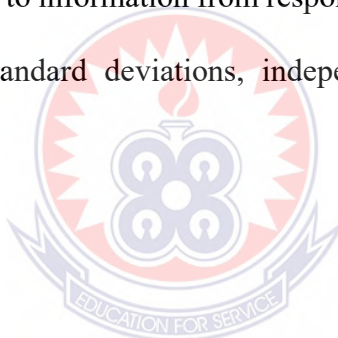 to information from respo
andard deviations, indepe
EDUCATION FOR SERVICE